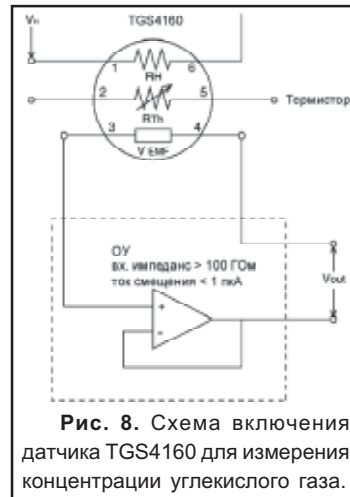 TGS4160
Vн
1 6
RH
2 5
Термистор
RTh
3 4
V EMF
ОУ
вх. импеданс > 100 ГОм
ток смещения < 1 пкА
Vout
+
−
Рис. 8. Схема включения
датчика TGS4160 для измерения
концентрации углекислого газа.